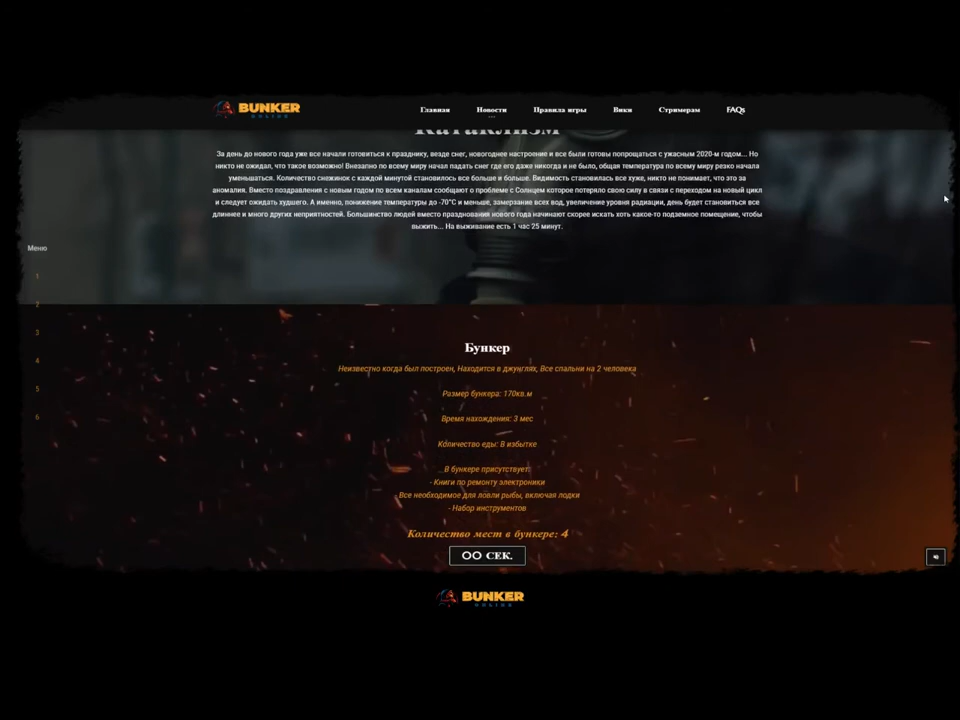 BUNKER
ONLINE
Главная Новости Правила игры Вики Стримерам FAQs
Катаклизм
За день до нового года уже все начали готовиться к празднику, везде снег, новогоднее настроение и все были готовы попрощаться с ужасным 2020-м годом... Но
никто не ожидал, что такое возможно! Внезапно по всему миру начал падать снег где его даже никогда и не было, общая температура по всему миру резко начала
уменьшаться. Количество снежинок с каждой минутой становилось все больше и больше. Видимость становилась все хуже, никто не понимает, что это за
аномалия. Вместо поздравления с новым годом по всем каналам сообщают о проблеме с Солнцем которое потеряло свою силу в связи с переходом на новый цикл
и следует ожидать худшего. А именно, понижение температуры до -70°C и меньше, замерзание всех вод, увеличение уровня радиации, день будет становиться все
длиннее и много других неприятностей. Большинство людей вместо празднования нового года начинают скорее искать хоть какое-то подземное помещение, чтобы
выжить... На выживание есть 1 час 25 минут.
Меню
1
2
3
4
5
6
Бункер
Неизвестно когда был построен, Находится в джунглях, Все спальни на 2 человека
Размер бункера: 170кв.м
Время нахождения: 3 мес
Количество еды: В избытке
В бункере присутствует:
- Книги по ремонту электроники
- Все необходимое для ловли рыбы, включая лодки
- Набор инструментов
Количество мест в бункере: 4
00 СЕК.
BUNKER
ONLINE